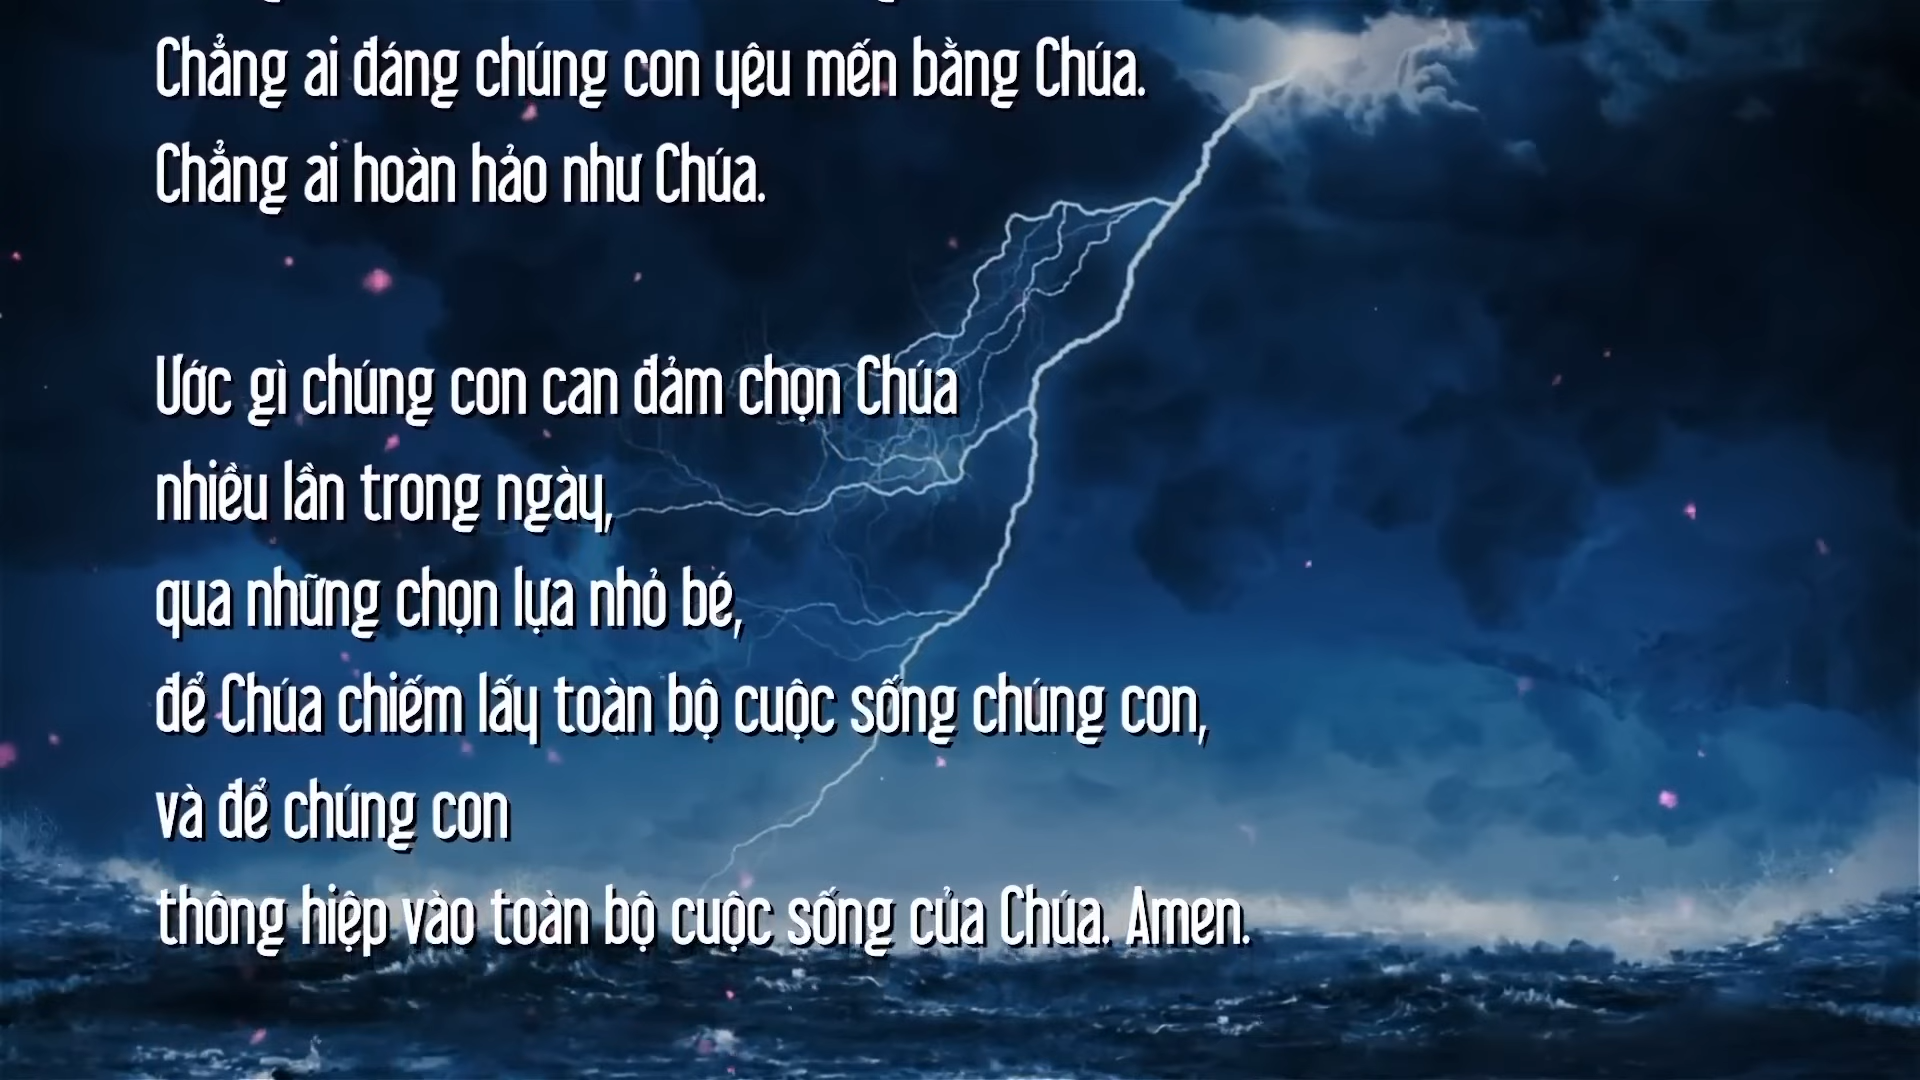 Chẳng ai đáng chúng con yêu mến bằng Chúa.
Chẳng ai hoàn hảo như Chúa.
Ước gì chúng con can đảm chọn Chúa
nhiều lần trong ngày,
qua những chọn lựa nhỏ bé,
để Chúa chiếm lấy toàn bộ cuộc sống chúng con,
và để chúng con
thông hiệp vào toàn bộ cuộc sống của Chúa. Amen.